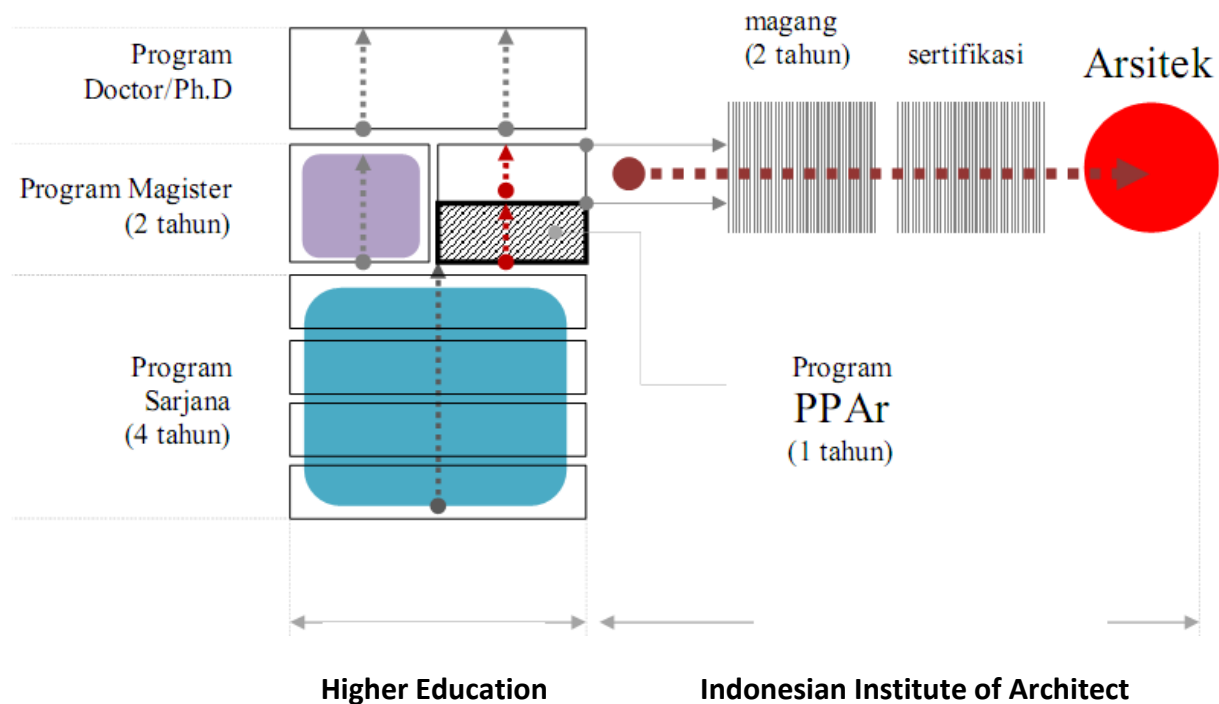 Program
Doctor/Ph.D
Program Magister
(2 tahun)
Program
Sarjana
(4 tahun)
magang
(2 tahun)
sertifikasi
Arsitek
Program
PPAr
(1 tahun)
Higher Education
Indonesian Institute of Architect